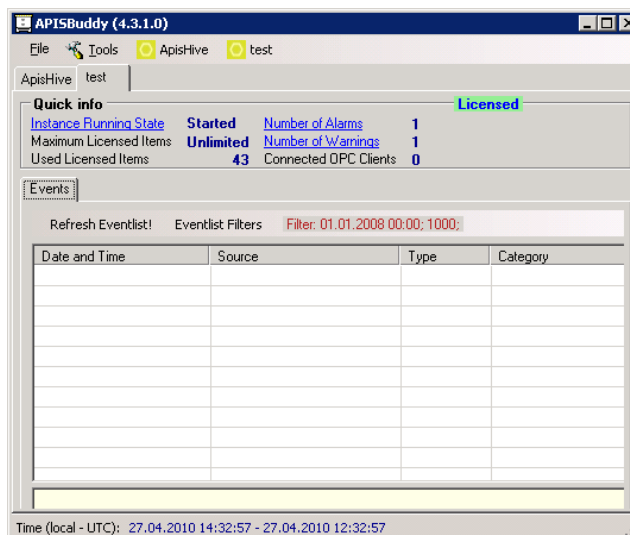 APISBuddy (4.3.1.0)
File Tools ApisHive test
ApisHive test
Quick info Licensed
Instance Running State Started Number of Alarms 1
Maximum Licensed Items Unlimited Number of Warnings 1
Used Licensed Items 43 Connected OPC Clients 0
Events
Refresh Eventlist! Eventlist Filters Filter: 01.01.2008 00:00; 1000;
Date and Time Source Type Category
Time (local - UTC): 27.04.2010 14:32:57 - 27.04.2010 12:32:57